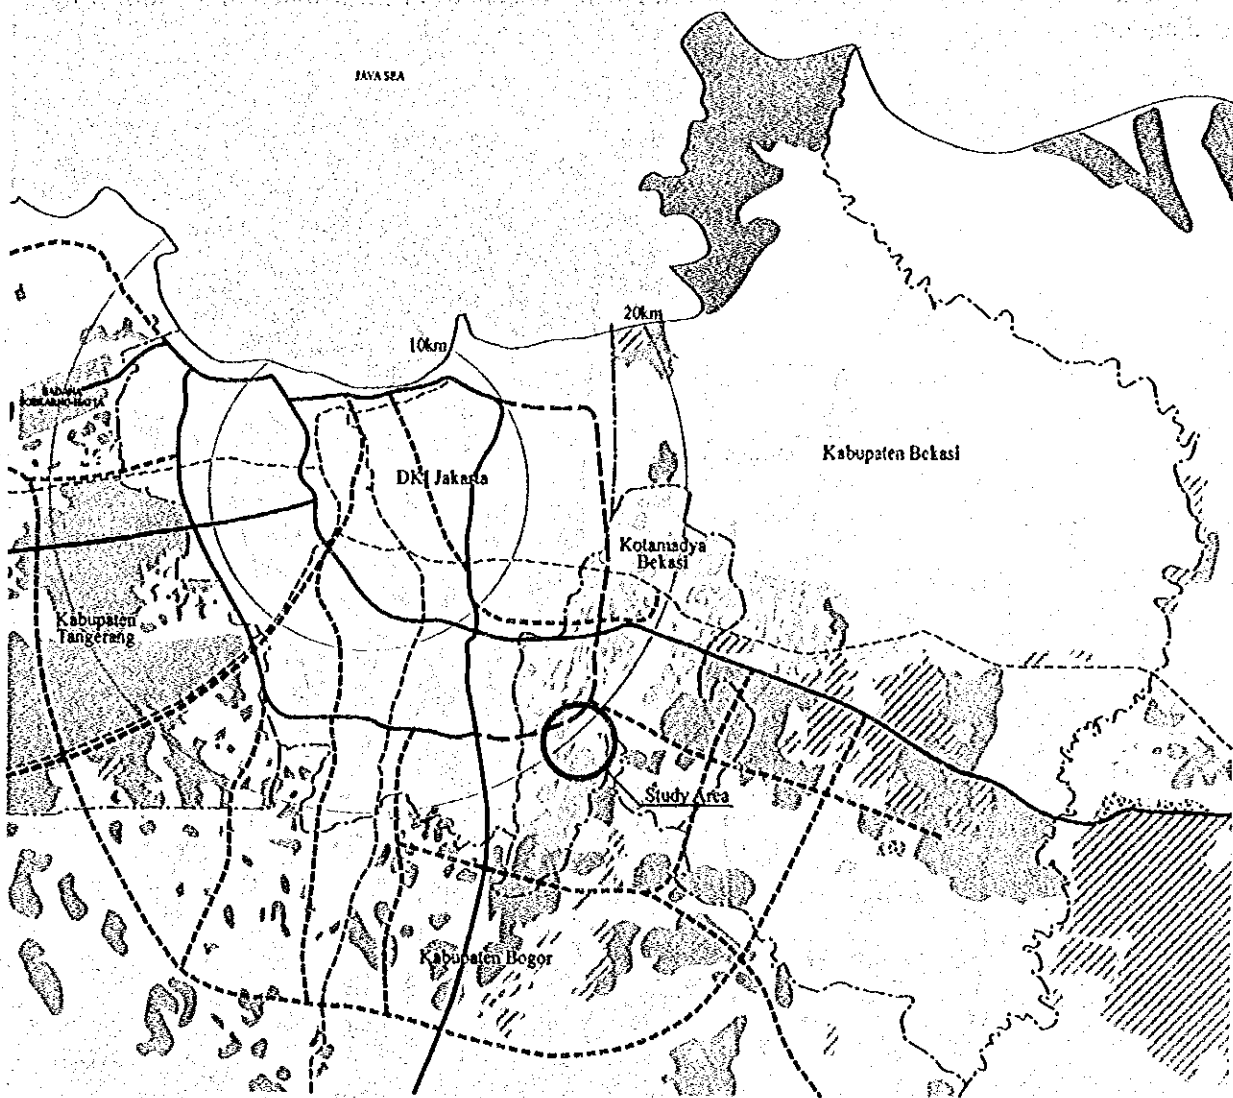 JAVA SEA
20km
10km
Kabupaten Bekasi
DKI Jakarta
Kotamadya
Bekasi
Kabupaten
Tangerang
Study Area
Kabupaten Bogor